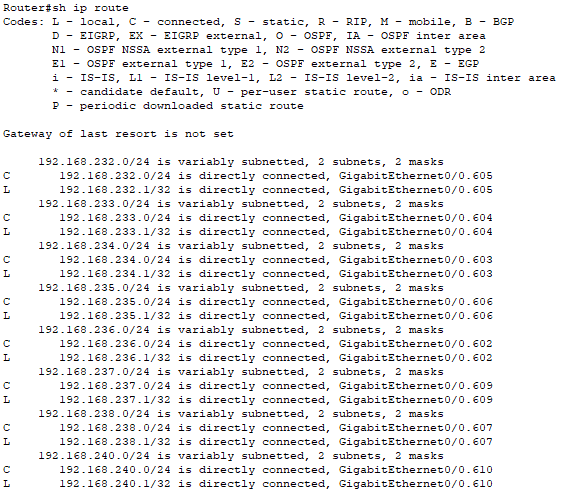 Router#sh ip route
Codes: L - local, C - connected, S - static, R - RIP, M - mobile, B - BGP
       D - EIGRP, EX - EIGRP external, O - OSPF, IA - OSPF inter area
       N1 - OSPF NSSA external type 1, N2 - OSPF NSSA external type 2
       E1 - OSPF external type 1, E2 - OSPF external type 2, E - EGP
       i - IS-IS, L1 - IS-IS level-1, L2 - IS-IS level-2, ia - IS-IS inter area
       * - candidate default, U - per-user static route, o - ODR
       P - periodic downloaded static route
Gateway of last resort is not set
     192.168.232.0/24 is variably subnetted, 2 subnets, 2 masks
C       192.168.232.0/24 is directly connected, GigabitEthernet0/0.605
L       192.168.232.1/32 is directly connected, GigabitEthernet0/0.605
     192.168.233.0/24 is variably subnetted, 2 subnets, 2 masks
C       192.168.233.0/24 is directly connected, GigabitEthernet0/0.604
L       192.168.233.1/32 is directly connected, GigabitEthernet0/0.604
     192.168.234.0/24 is variably subnetted, 2 subnets, 2 masks
C       192.168.234.0/24 is directly connected, GigabitEthernet0/0.603
L       192.168.234.1/32 is directly connected, GigabitEthernet0/0.603
     192.168.235.0/24 is variably subnetted, 2 subnets, 2 masks
C       192.168.235.0/24 is directly connected, GigabitEthernet0/0.606
L       192.168.235.1/32 is directly connected, GigabitEthernet0/0.606
     192.168.236.0/24 is variably subnetted, 2 subnets, 2 masks
C       192.168.236.0/24 is directly connected, GigabitEthernet0/0.602
L       192.168.236.1/32 is directly connected, GigabitEthernet0/0.602
     192.168.237.0/24 is variably subnetted, 2 subnets, 2 masks
C       192.168.237.0/24 is directly connected, GigabitEthernet0/0.609
L       192.168.237.1/32 is directly connected, GigabitEthernet0/0.609
     192.168.238.0/24 is variably subnetted, 2 subnets, 2 masks
C       192.168.238.0/24 is directly connected, GigabitEthernet0/0.607
L       192.168.238.1/32 is directly connected, GigabitEthernet0/0.607
     192.168.240.0/24 is variably subnetted, 2 subnets, 2 masks
C       192.168.240.0/24 is directly connected, GigabitEthernet0/0.610
L       192.168.240.1/32 is directly connected, GigabitEthernet0/0.610